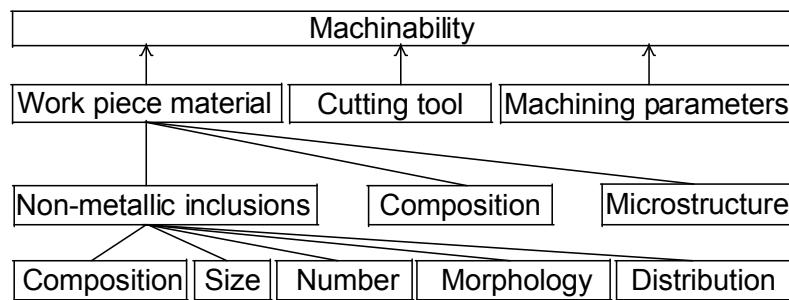 Machinability
Work piece material Cutting tool Machining parameters
Non-metallic inclusions Composition Microstructure
Composition Size Number Morphology Distribution